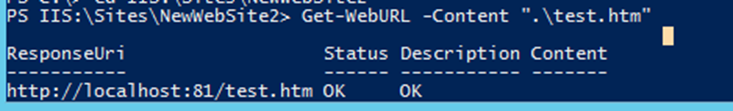 PS IIS:\Sites\NewWebSite2> Get-WebURL -Content ".\test.htm"
ResponseUri Status Description Content
----------- ------ ----------- -------
http://localhost:81/test.htm OK OK